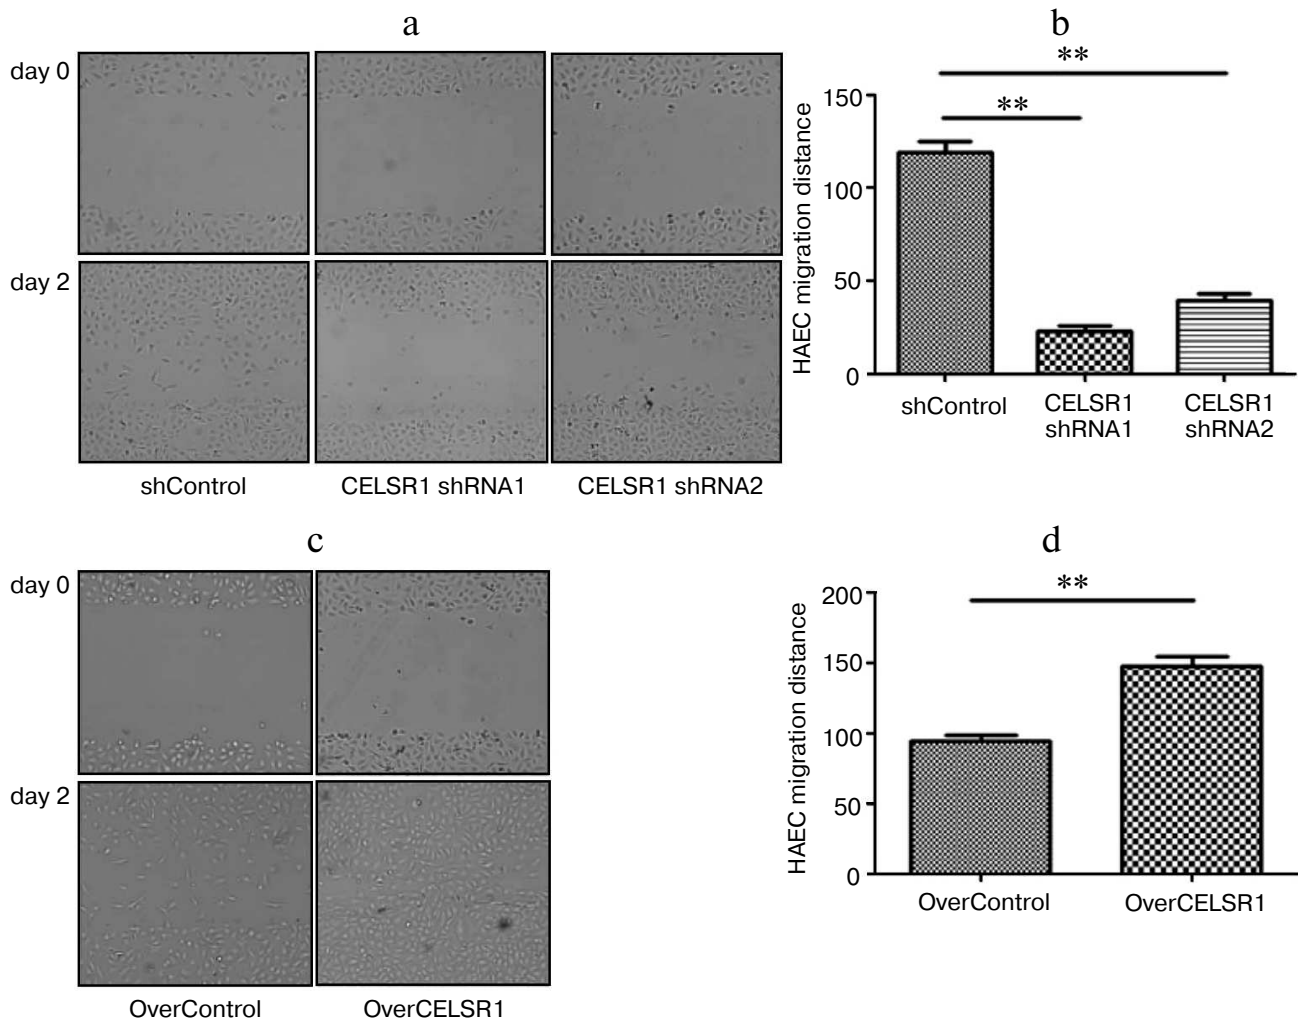 a
day 0
day 2
shControl
CELSR1 shRNA1
CELSR1 shRNA2
b
**
**
HAEC migration distance
150
100
50
0
shControl
CELSR1
shRNA1
CELSR1
shRNA2
c
day 0
day 2
OverControl
OverCELSR1
d
**
HAEC migration distance
200
150
100
50
0
OverControl
OverCELSR1